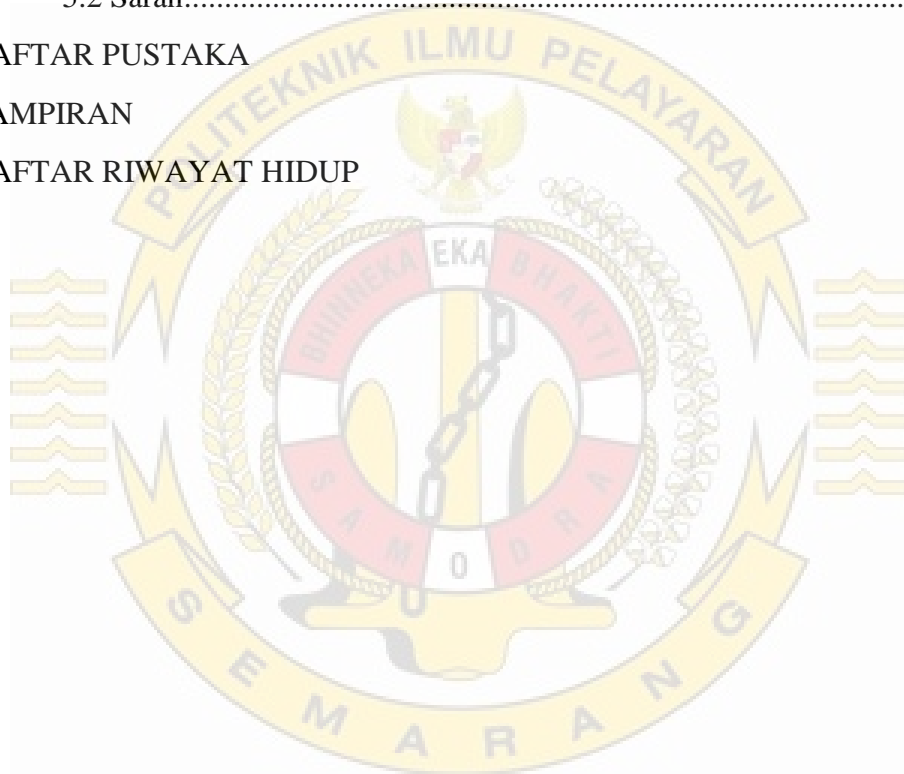 5.2 Saran..........................................................................................
AFTAR PUSTAKA
AMPIRAN
AFTAR RIWAYAT HIDUP
POLITEKNIK ILMU PELAYARAN
BHINNEKA EKA BHAKTI
SAMODRA
SEMARANG